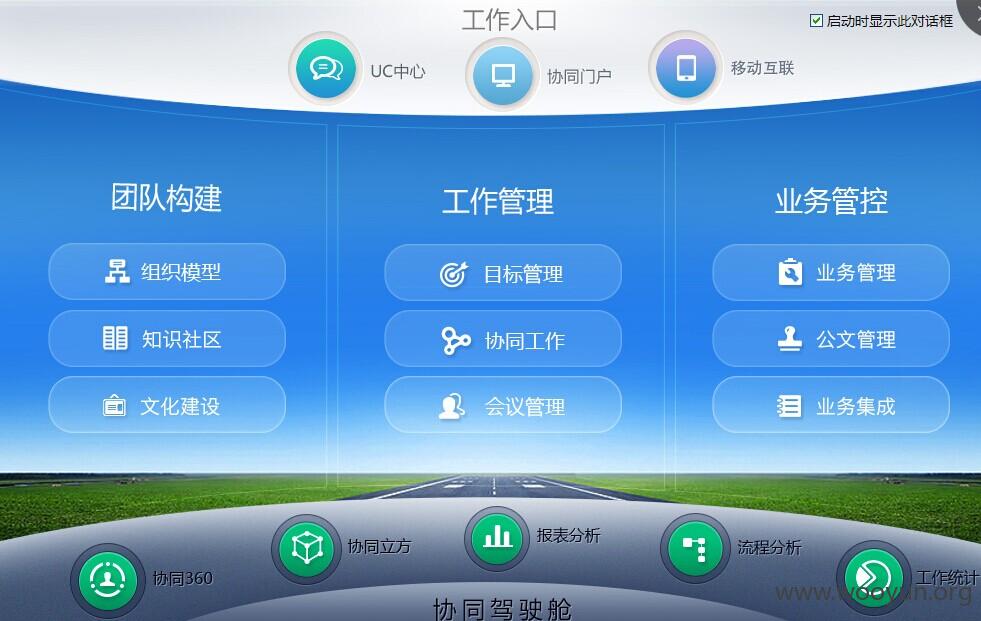 工作入口
启动时显示此对话框
UC中心
协同门户
移动互联
团队构建
工作管理
业务管控
组织模型
目标管理
业务管理
知识社区
协同工作
公文管理
文化建设
会议管理
业务集成
协同360
协同立方
报表分析
流程分析
工作统计
协同驾驶舱
www.wooyun.org